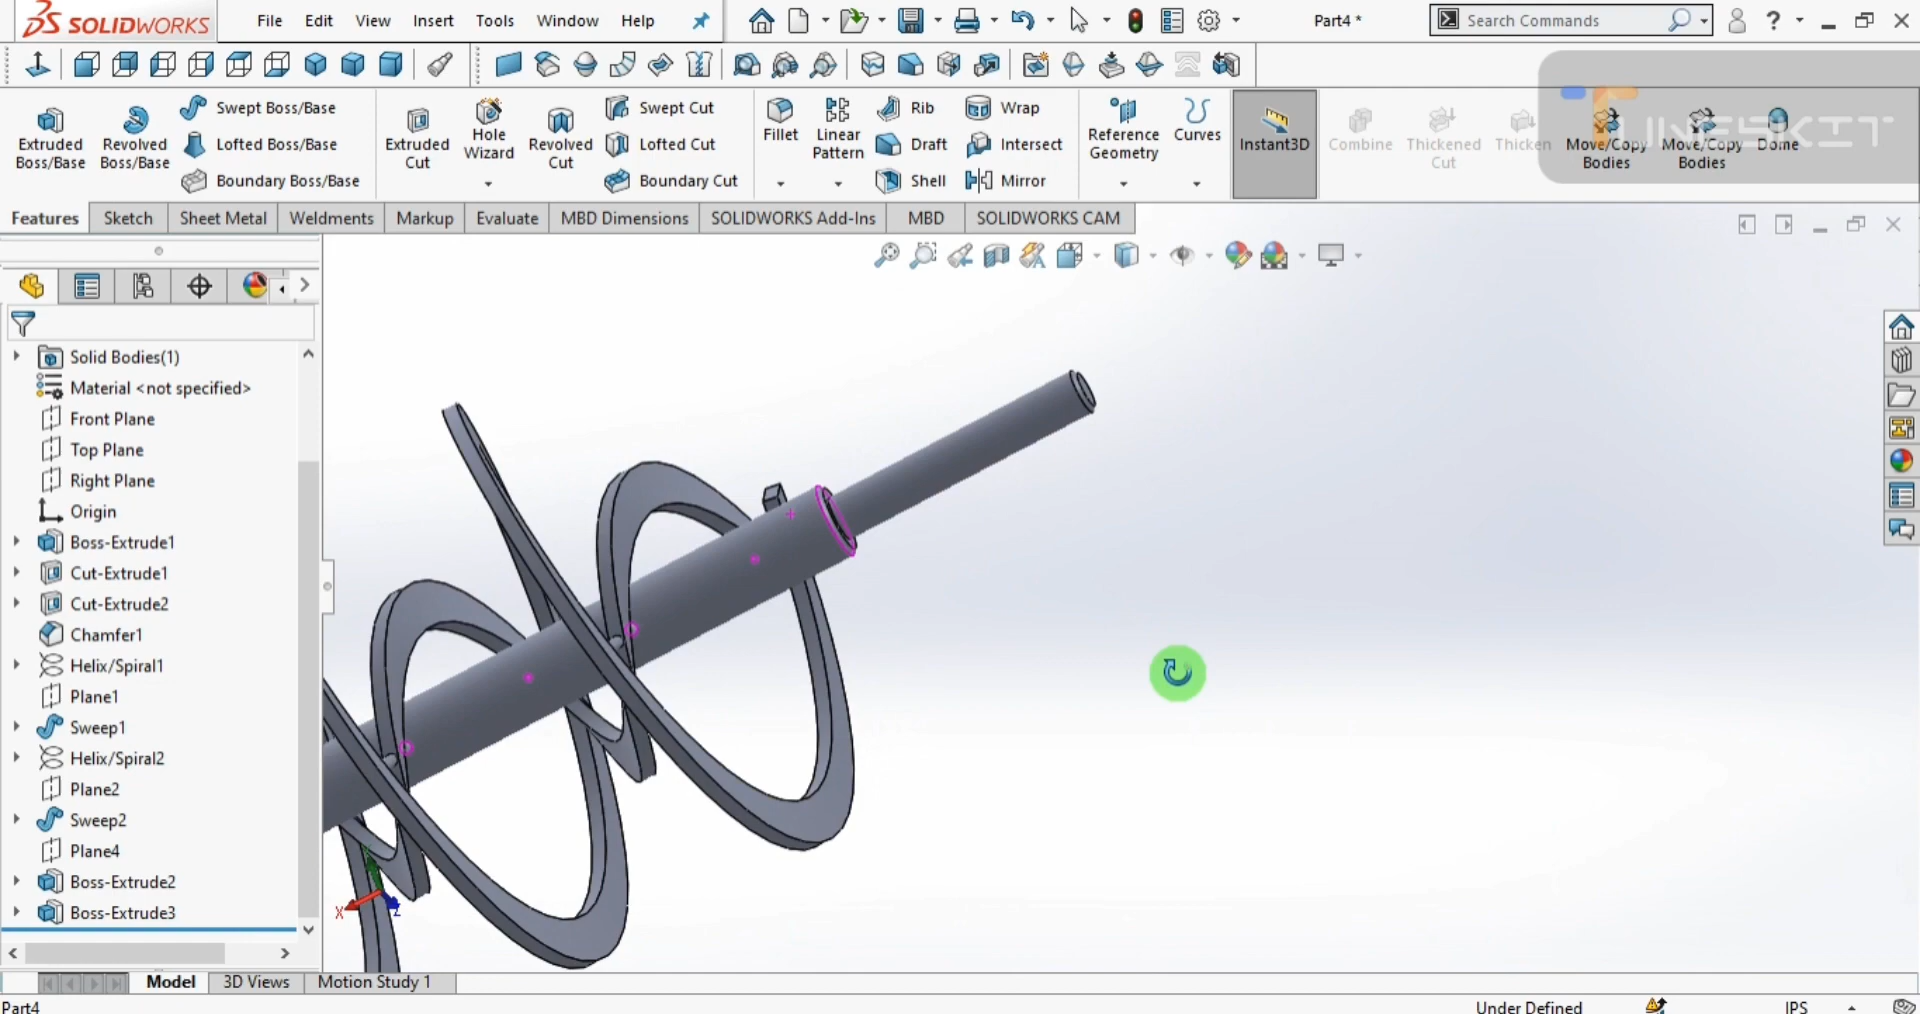 SOLIDWORKS File Edit View Insert Tools Window Help Part4 * Search Commands
Extruded Boss/Base
Revolved Boss/Base
Swept Boss/Base
Lofted Boss/Base
Boundary Boss/Base
Extruded Cut
Hole Wizard
Revolved Cut
Swept Cut
Lofted Cut
Boundary Cut
Fillet
Linear Pattern
Rib
Draft
Shell
Wrap
Intersect
Mirror
Reference Geometry
Curves
Instant3D
Combine
Thickened Cut
Thicken
Move/Copy Bodies
Move/Copy Bodies
Dome
TUNESKIT
Features Sketch Sheet Metal Weldments Markup Evaluate MBD Dimensions SOLIDWORKS Add-Ins MBD SOLIDWORKS CAM
Solid Bodies(1)
Material <not specified>
Front Plane
Top Plane
Right Plane
Origin
Boss-Extrude1
Cut-Extrude1
Cut-Extrude2
Chamfer1
Helix/Spiral1
Plane1
Sweep1
Helix/Spiral2
Plane2
Sweep2
Plane4
Boss-Extrude2
Boss-Extrude3
X
Z
Model 3D Views Motion Study 1
Part4 Under Defined IPS